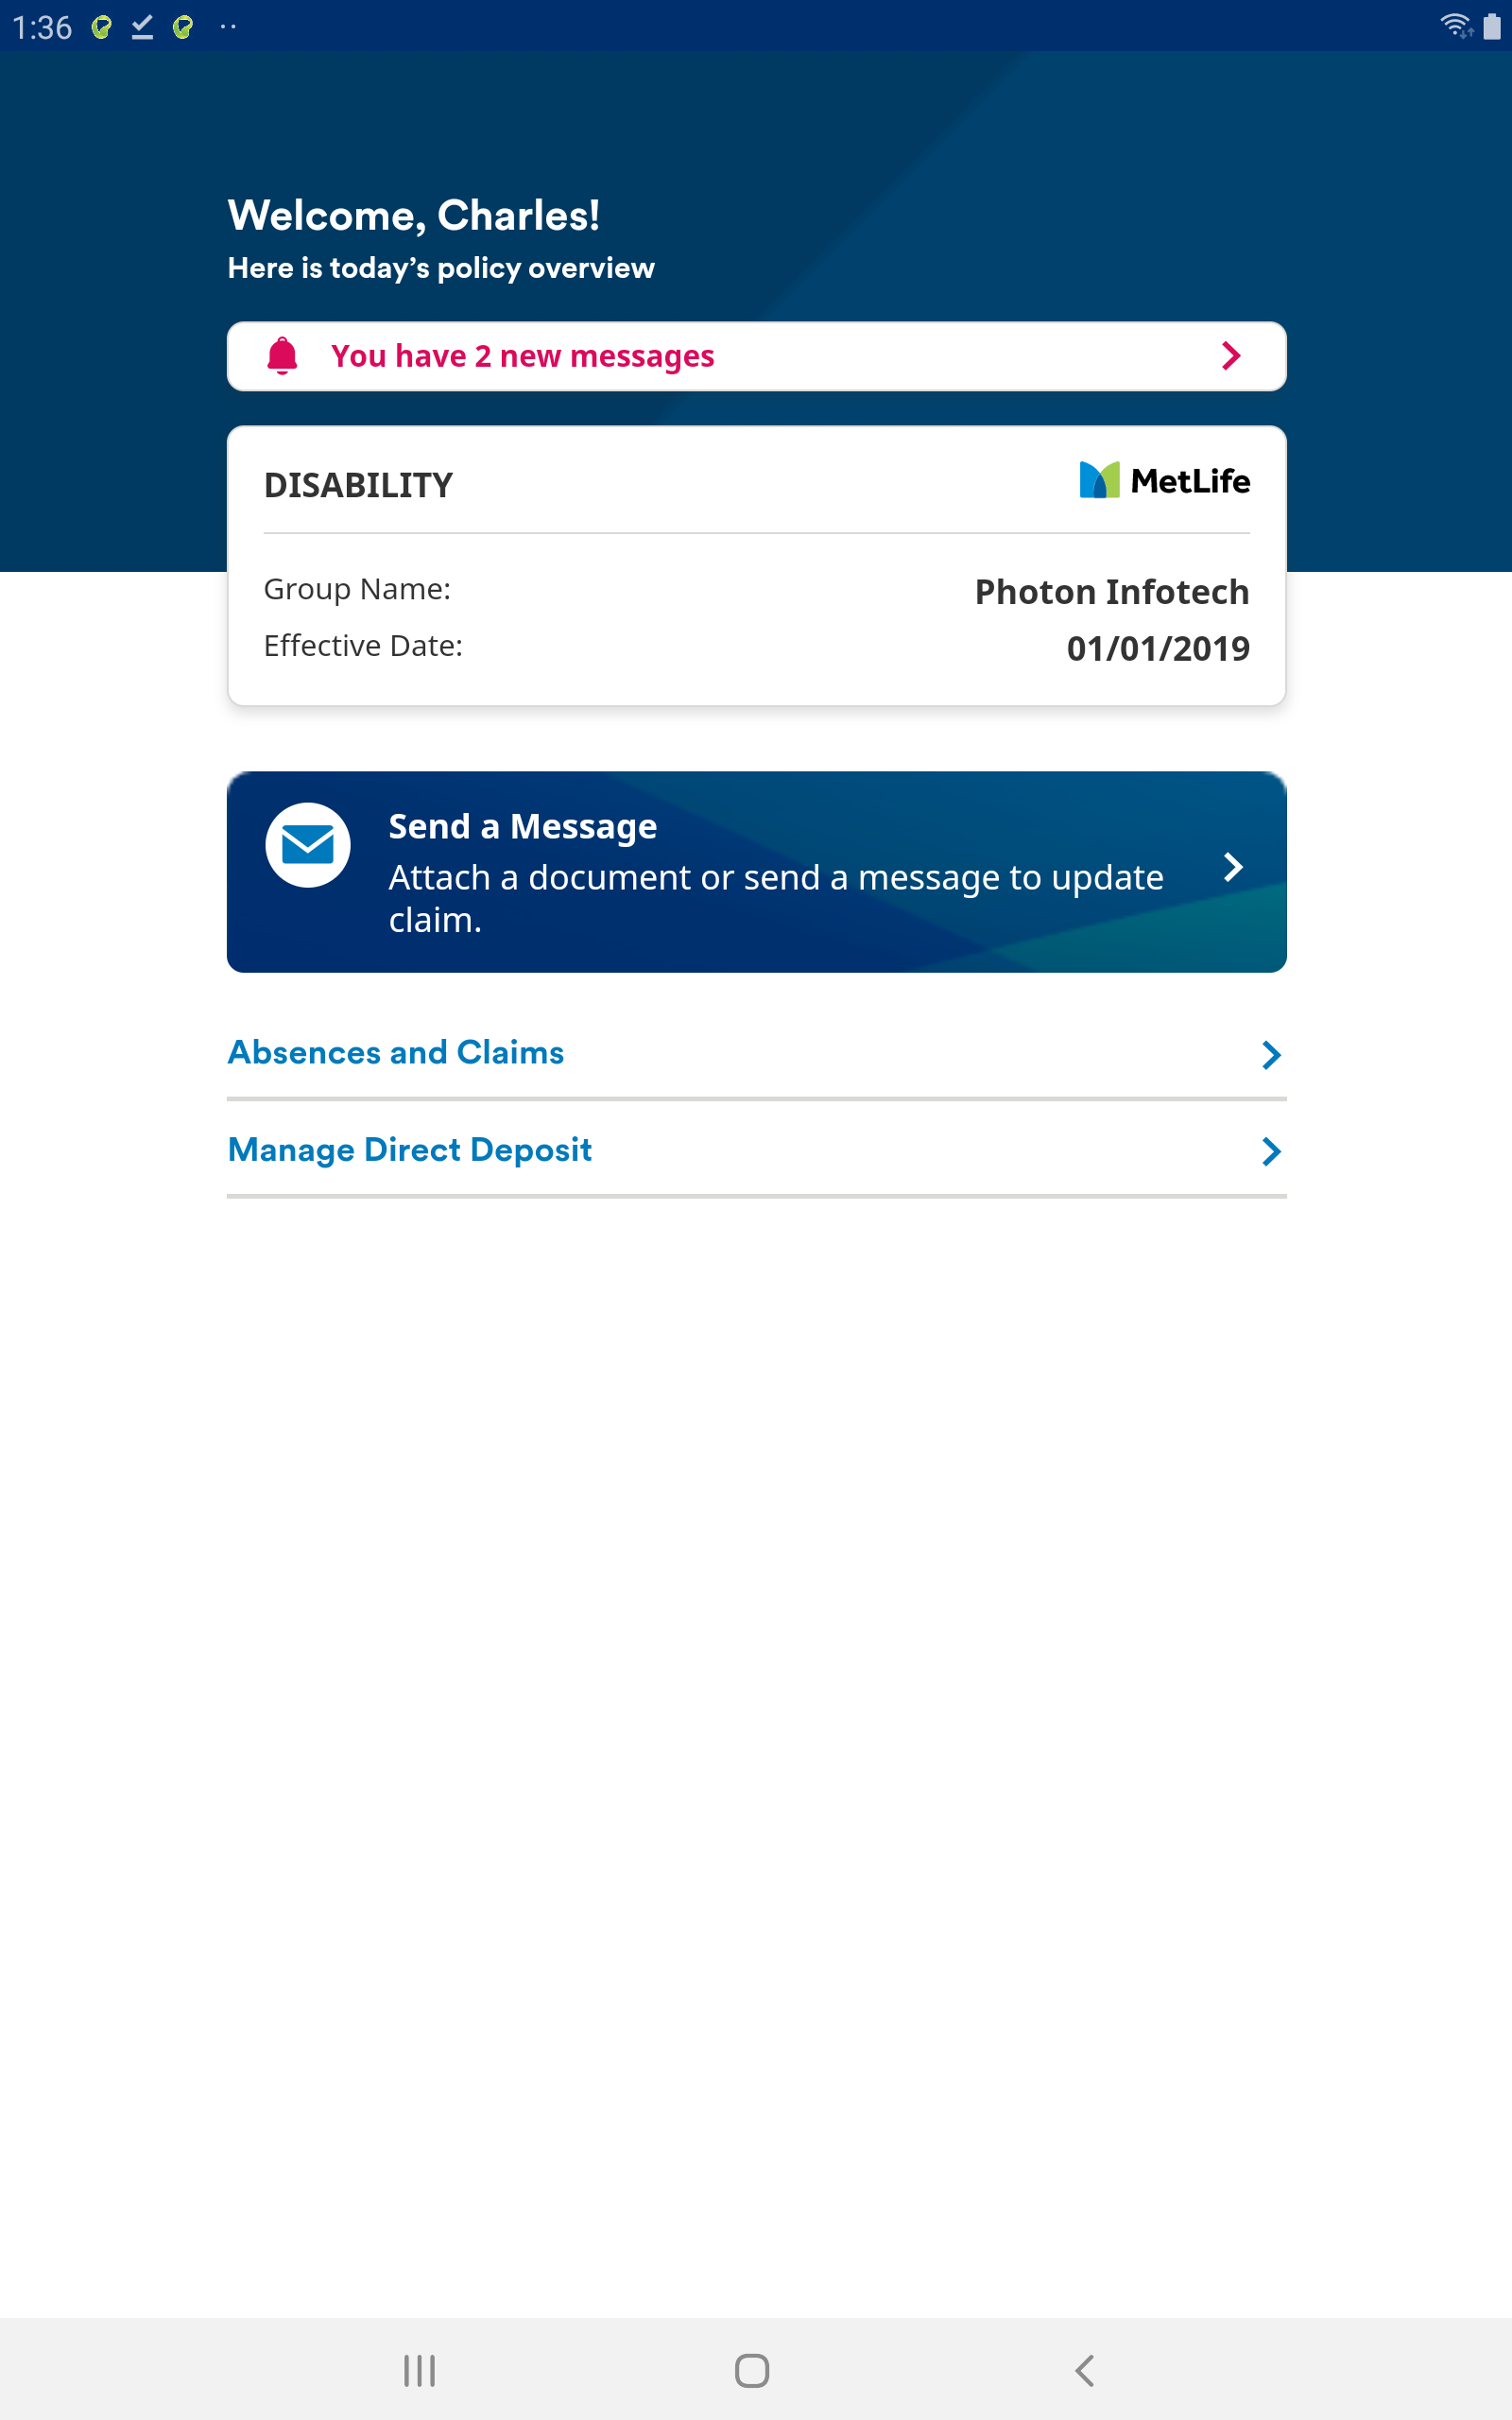 1:36
Welcome, Charles!
Here is today’s policy overview
You have 2 new messages
DISABILITY
MetLife
Group Name:
Photon Infotech
Effective Date:
01/01/2019
Send a Message
Attach a document or send a message to update
claim.
Absences and Claims
Manage Direct Deposit